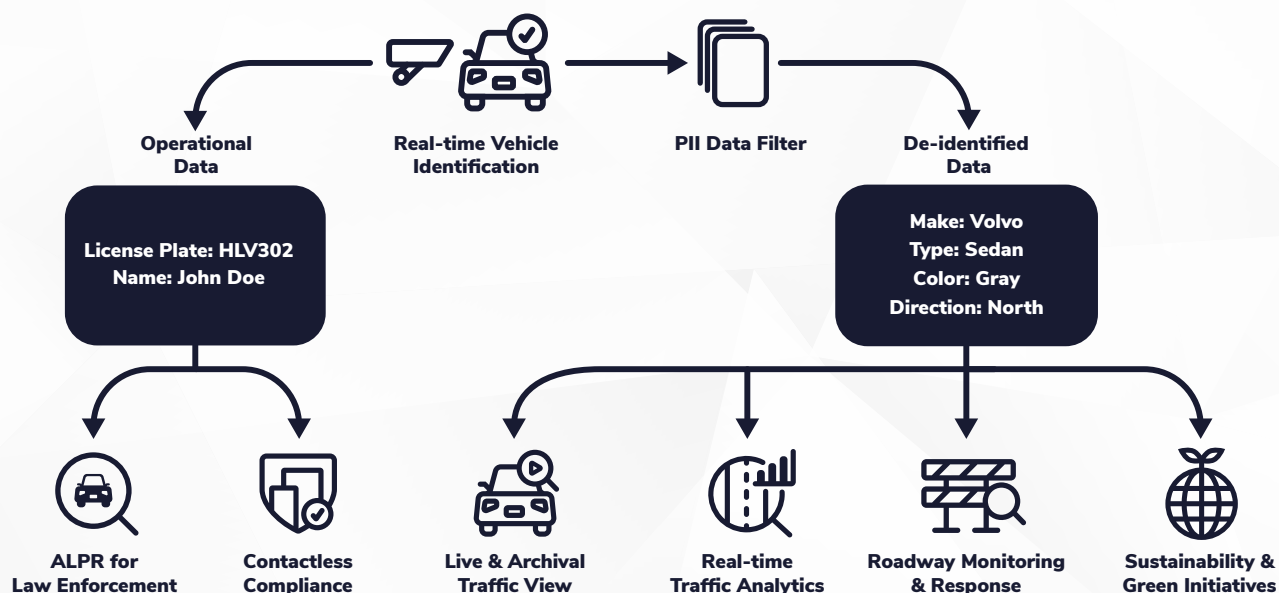 Operational
Data
Real-time Vehicle
Identification
PII Data Filter
De-identified
Data
License Plate: HLV302
Name: John Doe
Make: Volvo
Type: Sedan
Color: Gray
Direction: North
ALPR for
Law Enforcement
Contactless
Compliance
Live & Archival
Traffic View
Real-time
Traffic Analytics
Roadway Monitoring
& Response
Sustainability &
Green Initiatives